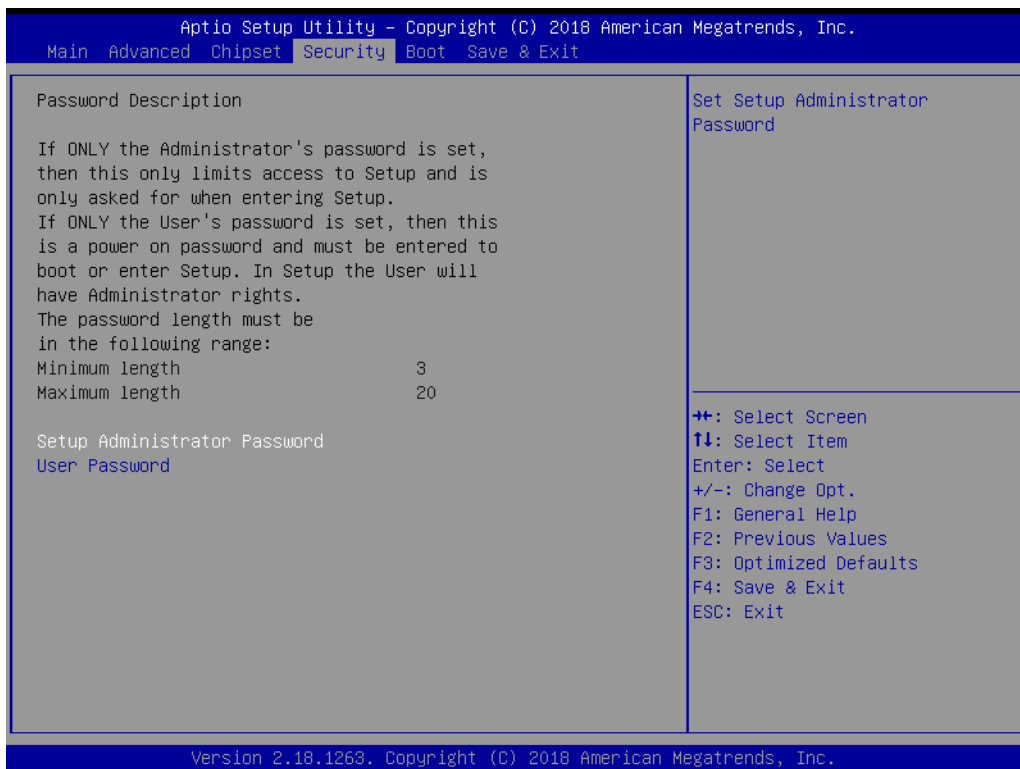 Aptio Setup Utility – Copyright (C) 2018 American Megatrends, Inc.
Main Advanced Chipset Security Boot Save & Exit
Password Description
If ONLY the Administrator's password is set,
then this only limits access to Setup and is
only asked for when entering Setup.
If ONLY the User's password is set, then this
is a power on password and must be entered to
boot or enter Setup. In Setup the User will
have Administrator rights.
The password length must be
in the following range:
Minimum length 3
Maximum length 20
Setup Administrator Password
User Password
Set Setup Administrator
Password
→←: Select Screen
↑↓: Select Item
Enter: Select
+/-: Change Opt.
F1: General Help
F2: Previous Values
F3: Optimized Defaults
F4: Save & Exit
ESC: Exit
Version 2.18.1263. Copyright (C) 2018 American Megatrends, Inc.